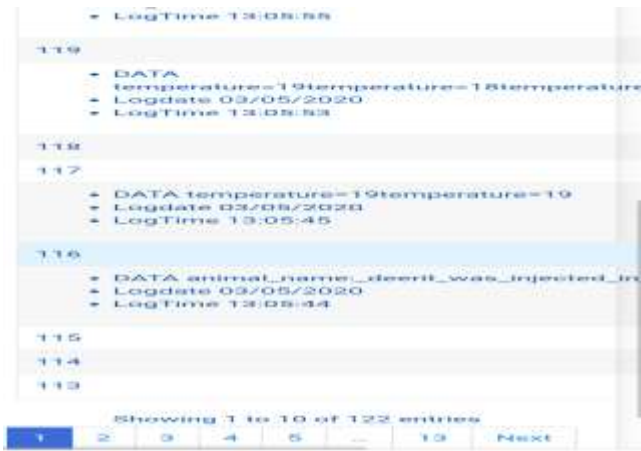 LogTime 13:05:55
119
DATA
temperature=19temperature=18temperature
Logdate 03/05/2020
LogTime 13:05:53
118
117
DATA temperature=19temperature=19
Logdate 03/05/2020
LogTime 13:05:45
116
DATA animal_name:_deerit_was_injected_in
Logdate 03/05/2020
LogTime 13:05:44
115
114
113
Showing 1 to 10 of 122 entries
1 2 3 4 5 ... 13 Next